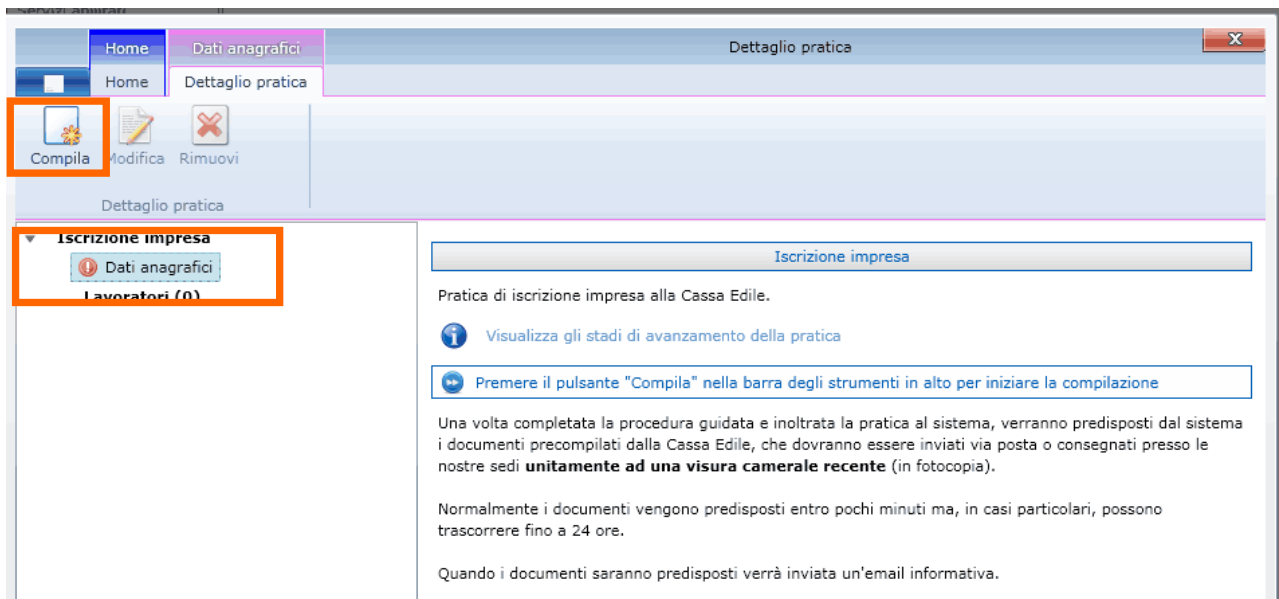 Servizi abilitati
Home Dati anagrafici Dettaglio pratica
Home Dettaglio pratica
Compila Modifica Rimuovi
Dettaglio pratica
Iscrizione impresa
Dati anagrafici
Lavoratori (0)
Iscrizione impresa
Pratica di iscrizione impresa alla Cassa Edile.
Visualizza gli stadi di avanzamento della pratica
Premere il pulsante "Compila" nella barra degli strumenti in alto per iniziare la compilazione
Una volta completata la procedura guidata e inoltrata la pratica al sistema, verranno predisposti dal sistema
i documenti precompilati dalla Cassa Edile, che dovranno essere inviati via posta o consegnati presso le
nostre sedi unitamente ad una visura camerale recente (in fotocopia).
Normalmente i documenti vengono predisposti entro pochi minuti ma, in casi particolari, possono
trascorrere fino a 24 ore.
Quando i documenti saranno predisposti verrà inviata un'email informativa.